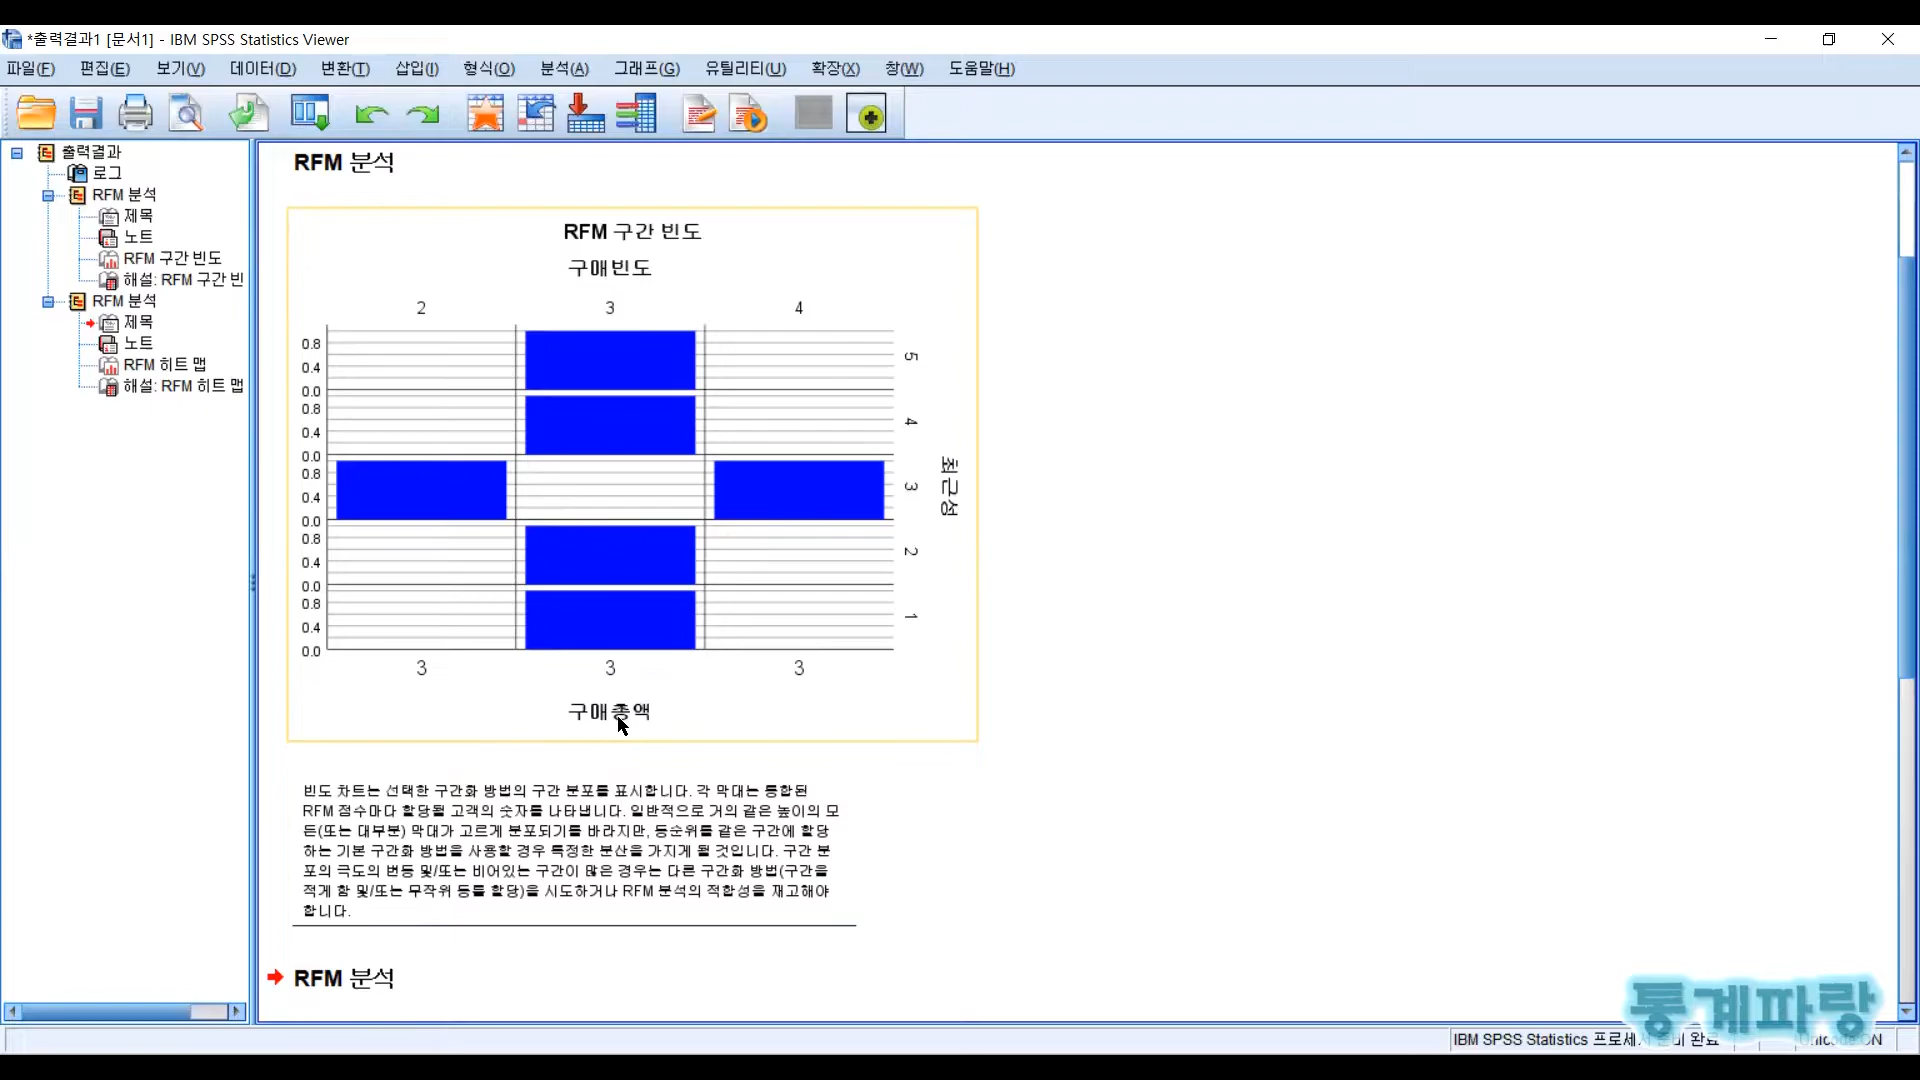 *출력결과1 [문서1] - IBM SPSS Statistics Viewer
파일(F) 편집(E) 보기(V) 데이터(D) 변환(T) 삽입(I) 형식(O) 분석(A) 그래프(G) 유틸리티(U) 확장(X) 창(W) 도움말(H)
출력결과
로그
RFM 분석
제목
노트
RFM 구간 빈도
해설: RFM 구간 빈
RFM 분석
제목
노트
RFM 히트 맵
해설: RFM 히트 맵
RFM 분석
RFM 구간 빈도
구매빈도
2 3 4
0.8
0.4
0.0
5
0.8
0.4
0.0
4
0.8
0.4
0.0
3
0.8
0.4
0.0
2
0.8
0.4
0.0
1
최근성
3 3 3
구매총액
빈도 차트는 선택한 구간화 방법의 구간 분포를 표시합니다. 각 막대는 통합된
RFM 점수마다 할당될 고객의 숫자를 나타냅니다. 일반적으로 거의 같은 높이의 모
든(또는 대부분) 막대가 고르게 분포되기를 바라지만, 등순위를 같은 구간에 할당
하는 기본 구간화 방법을 사용할 경우 특정한 분산을 가지게 될 것입니다. 구간 분
포의 극도의 변동 및/또는 비어있는 구간이 많은 경우는 다른 구간화 방법(구간을
적게 함 및/또는 무작위 등률 할당)을 시도하거나 RFM 분석의 적합성을 재고해야
합니다.
RFM 분석
통계파랑
IBM SPSS Statistics 프로세서 준비 완료 Unicode:ON